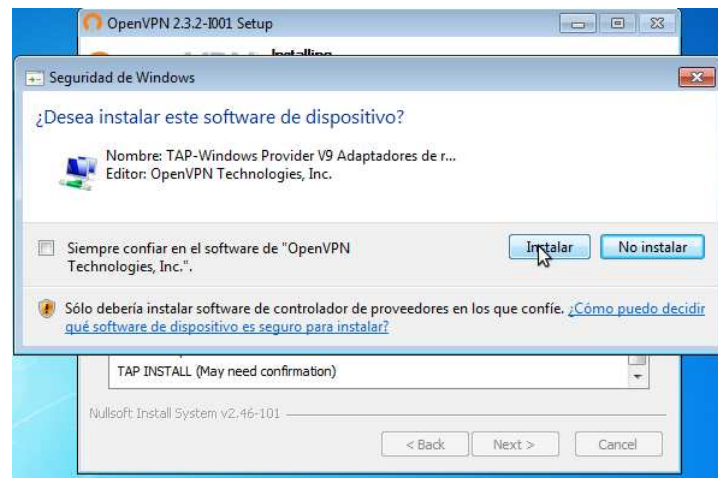 OpenVPN 2.3.2-I001 Setup
Installing
Seguridad de Windows
¿Desea instalar este software de dispositivo?
Nombre: TAP-Windows Provider V9 Adaptadores de r...
Editor: OpenVPN Technologies, Inc.
Siempre confiar en el software de "OpenVPN
Technologies, Inc.".
Instalar
No instalar
Sólo debería instalar software de controlador de proveedores en los que confíe. ¿Cómo puedo decidir
qué software de dispositivo es seguro para instalar?
TAP INSTALL (May need confirmation)
Nullsoft Install System v2.46-101
< Back
Next >
Cancel